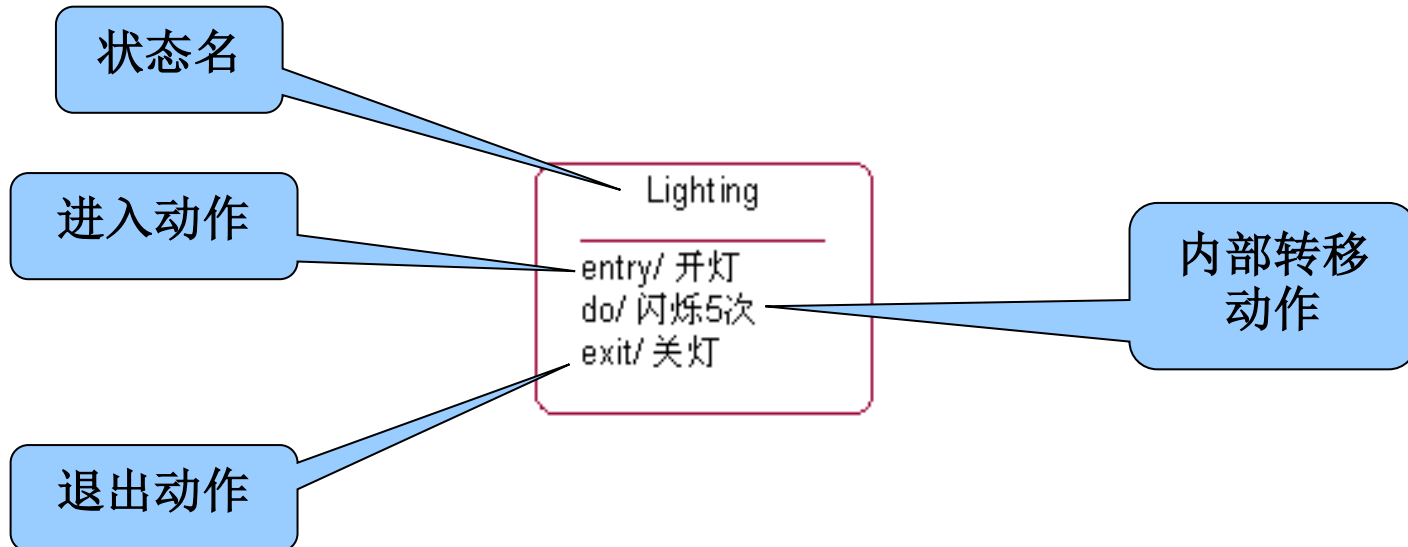 状态名
Lighting
进入动作
entry/ 开灯
do/ 闪烁5次
exit/ 关灯
内部转移
动作
退出动作